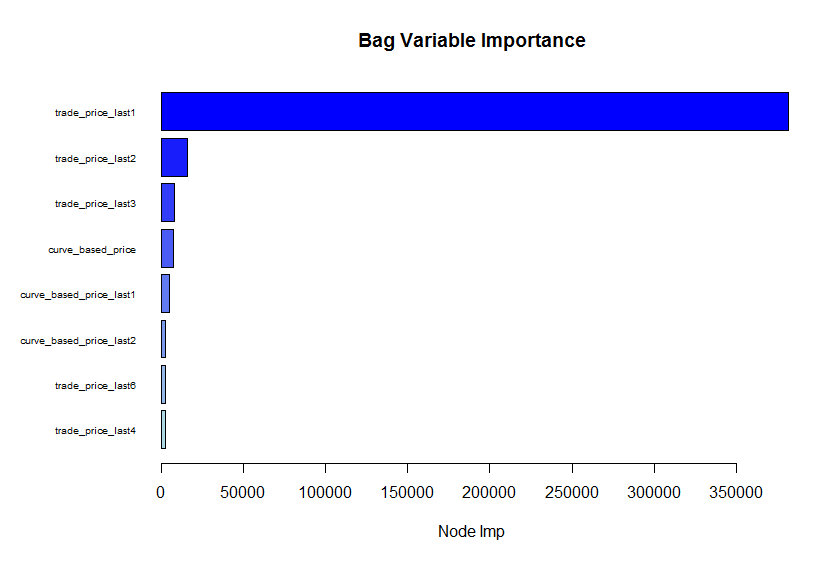 Bag Variable Importance
trade_price_last1
trade_price_last2
trade_price_last3
curve_based_price
curve_based_price_last1
curve_based_price_last2
trade_price_last6
trade_price_last4
0 50000 100000 150000 200000 250000 300000 350000
Node Imp